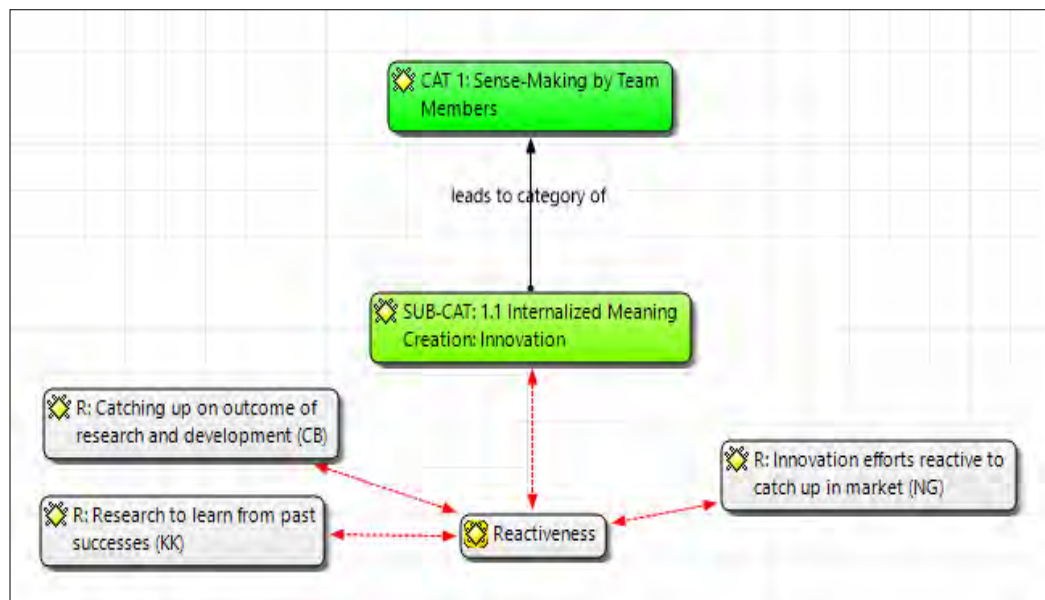 CAT 1: Sense-Making by Team
Members
leads to category of
SUB-CAT: 1.1 Internalized Meaning
Creation: Innovation
R: Catching up on outcome of
research and development (CB)
R: Innovation efforts reactive to
catch up in market (NG)
R: Research to learn from past
successes (KK)
Reactiveness